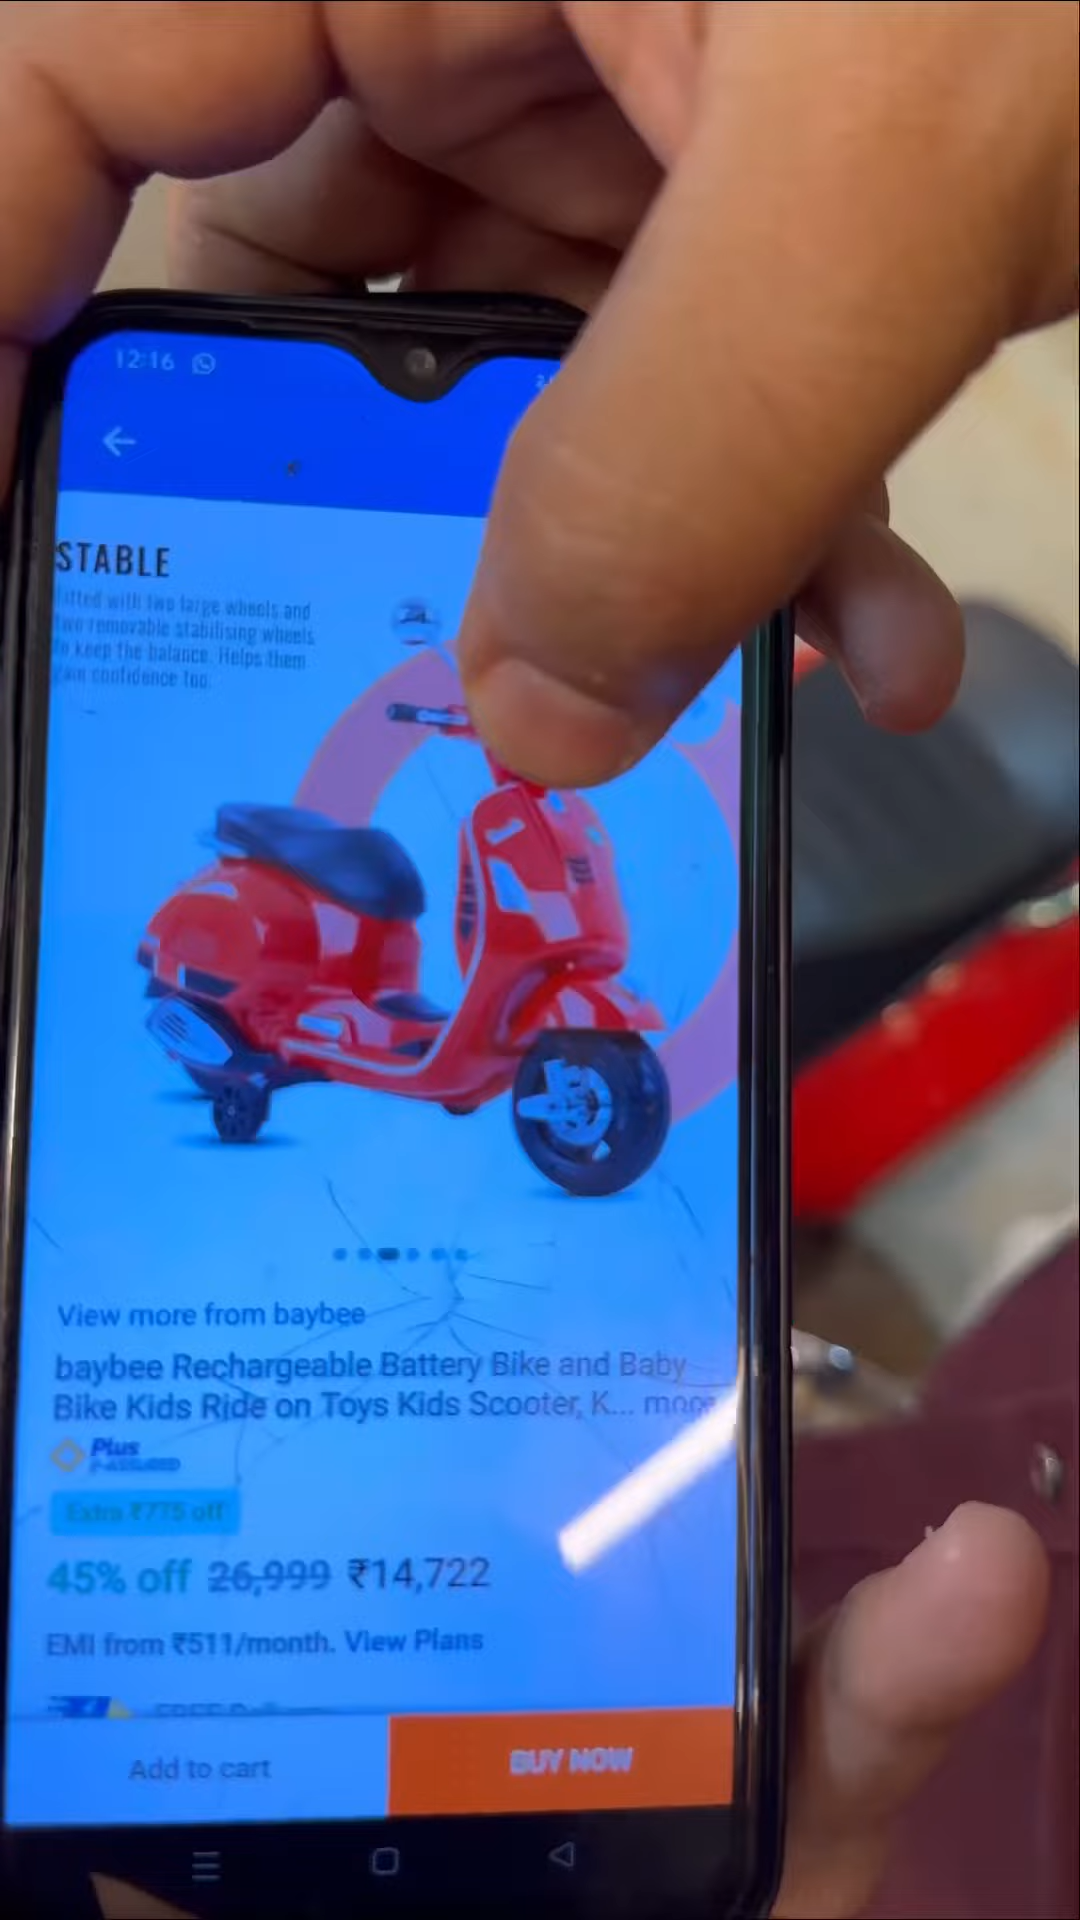 12:16
STABLE
fitted with two large wheels and
two removable stabilising wheels
to keep the balance. Helps them
gain confidence too.
View more from baybee
baybee Rechargeable Battery Bike and Baby
Bike Kids Ride on Toys Kids Scooter, K... more
Plus
F-ASSURED
Extra ₹775 off
45% off 26,999 ₹14,722
EMI from ₹511/month. View Plans
FREE
Add to cart
BUY NOW